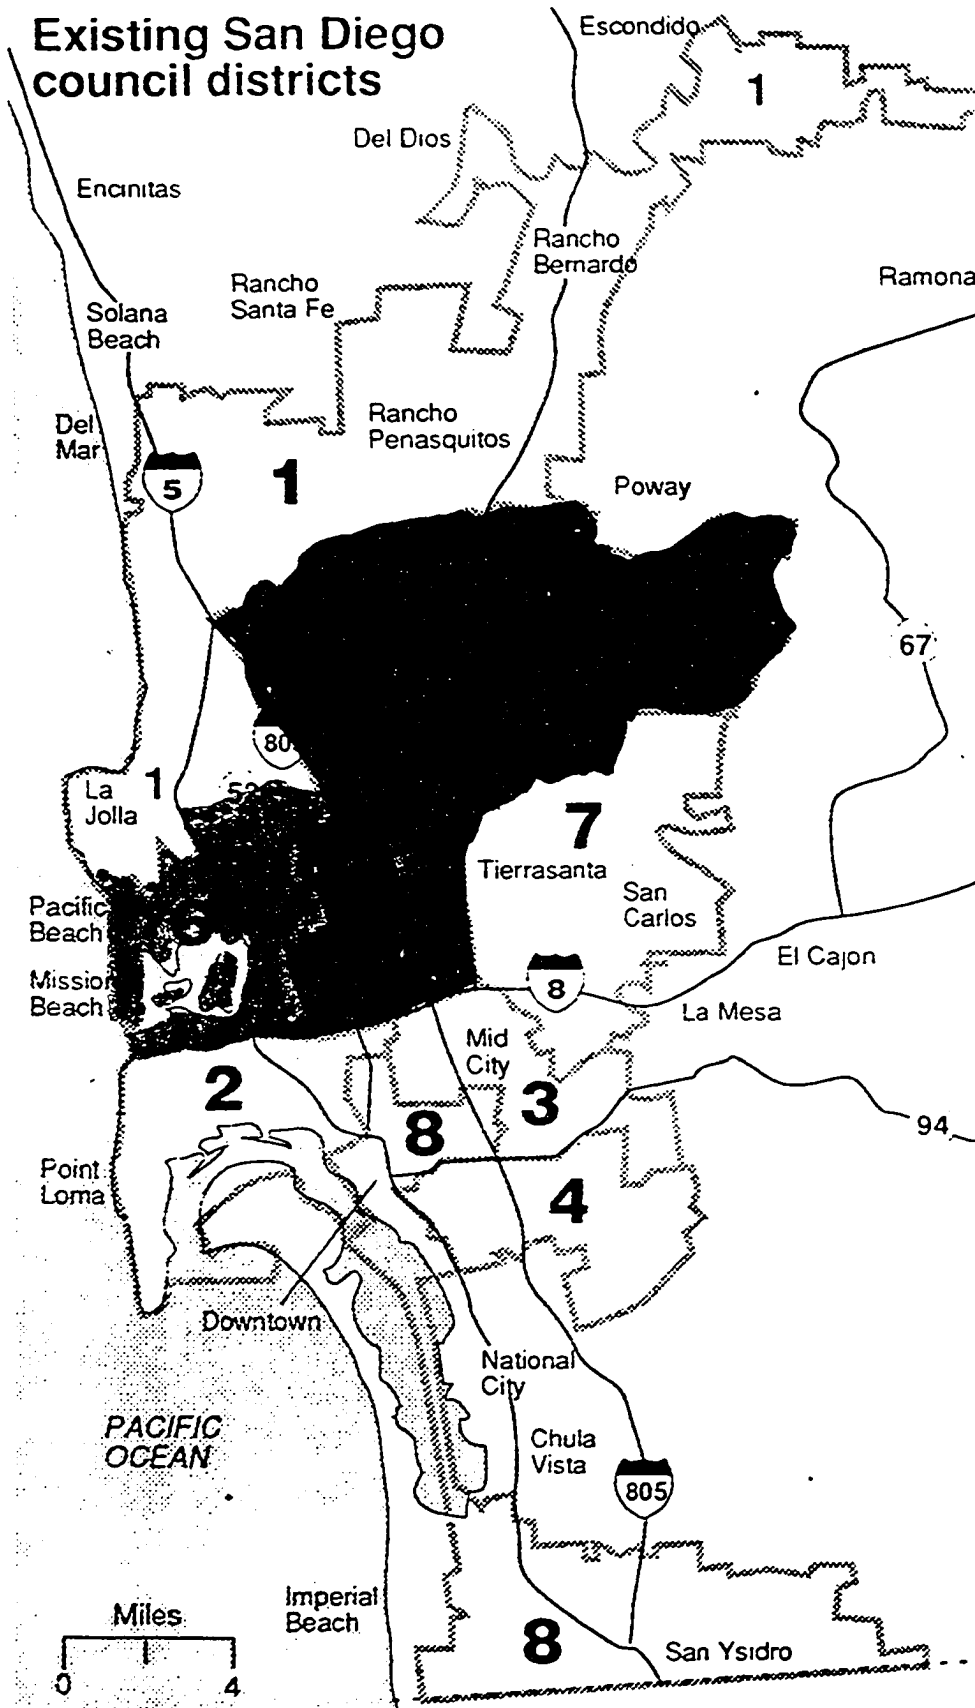 Existing San Diego
council districts
Escondido
1
Del Dios
Encinitas
Rancho
Bernardo
Ramona
Rancho
Santa Fe
Solana
Beach
Rancho
Penasquitos
Del
Mar
5
1
Poway
67
80
1
La
Jolla
52
7
Tierrasanta
San
Carlos
Pacific
Beach
El Cajon
Mission
Beach
8
La Mesa
Mid
City
2
3
8
94
Point
Loma
4
Downtown
National
City
PACIFIC
OCEAN
Chula
Vista
805
Imperial
Beach
Miles
8
San Ysidro
0
4